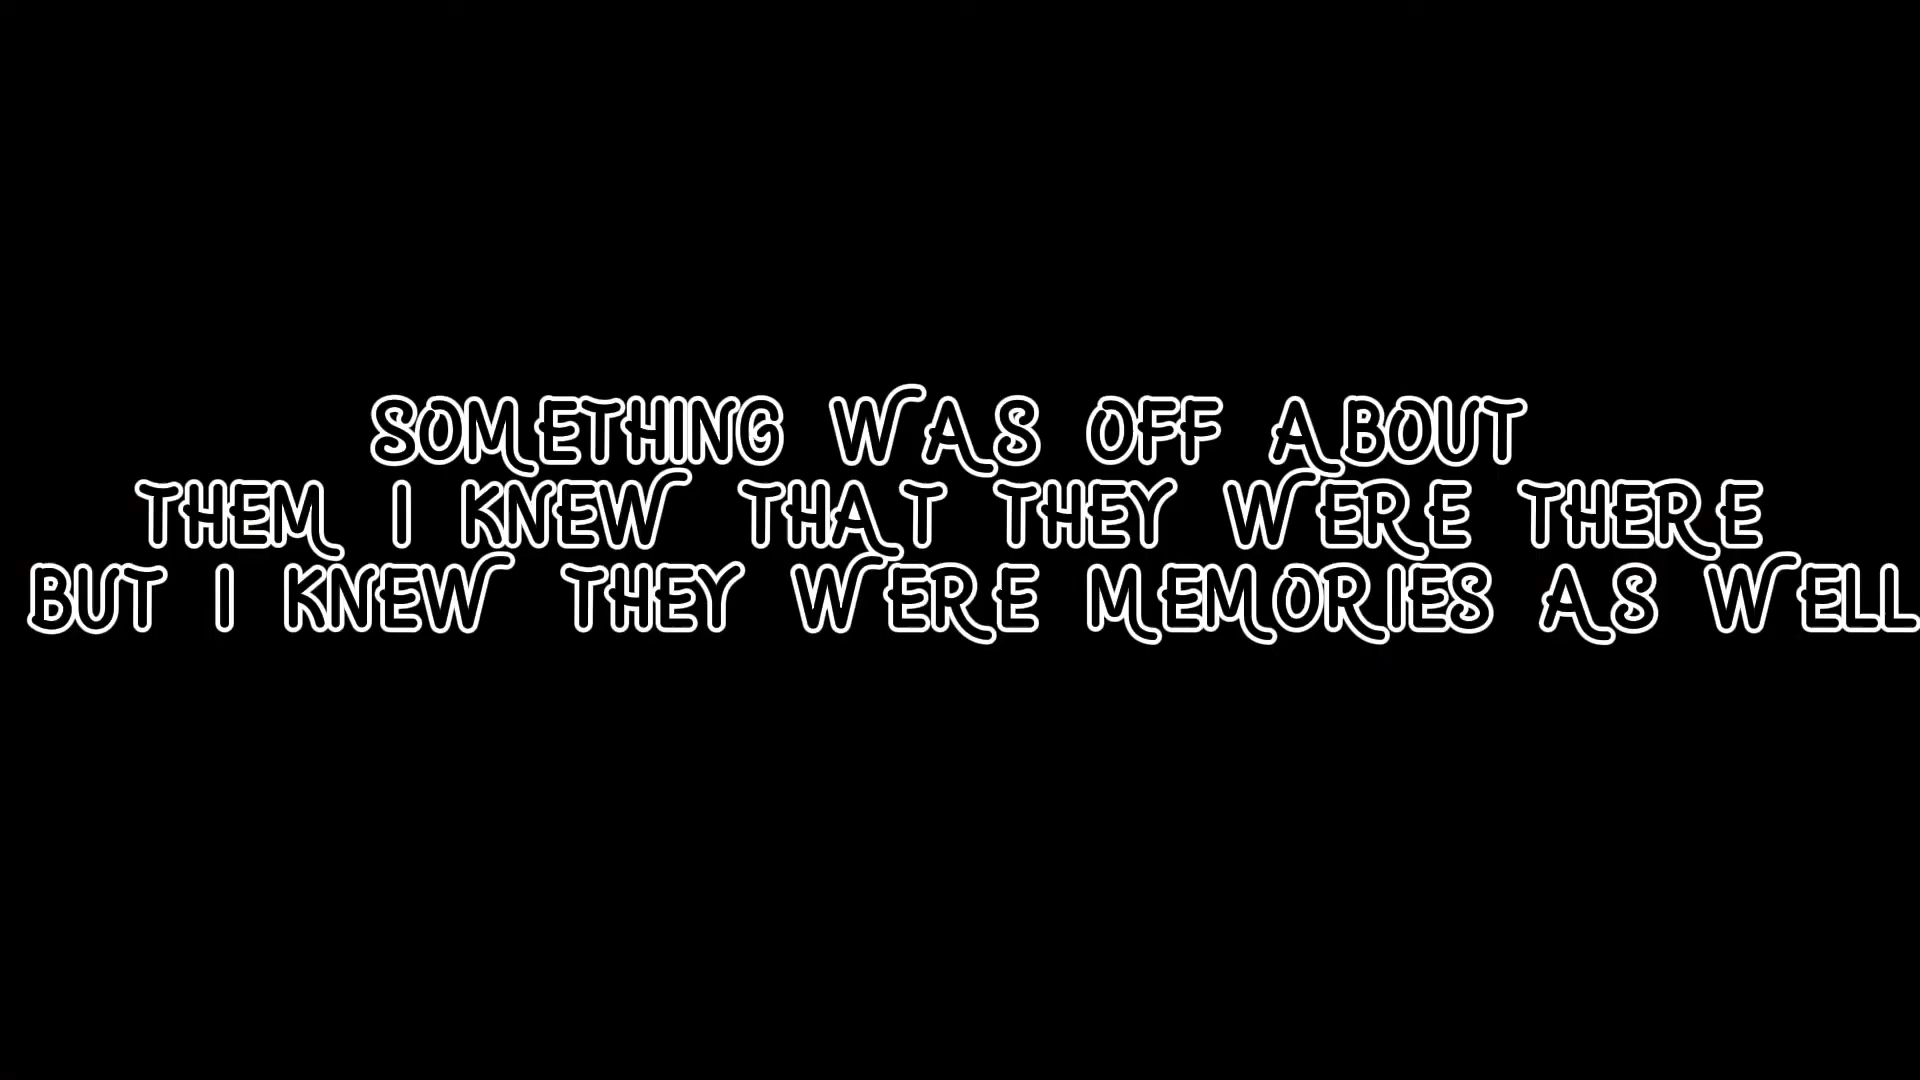 SOMETHING WAS OFF ABOUT
THEM I KNEW THAT THEY WERE THERE
BUT I KNEW THEY WERE MEMORIES AS WELL